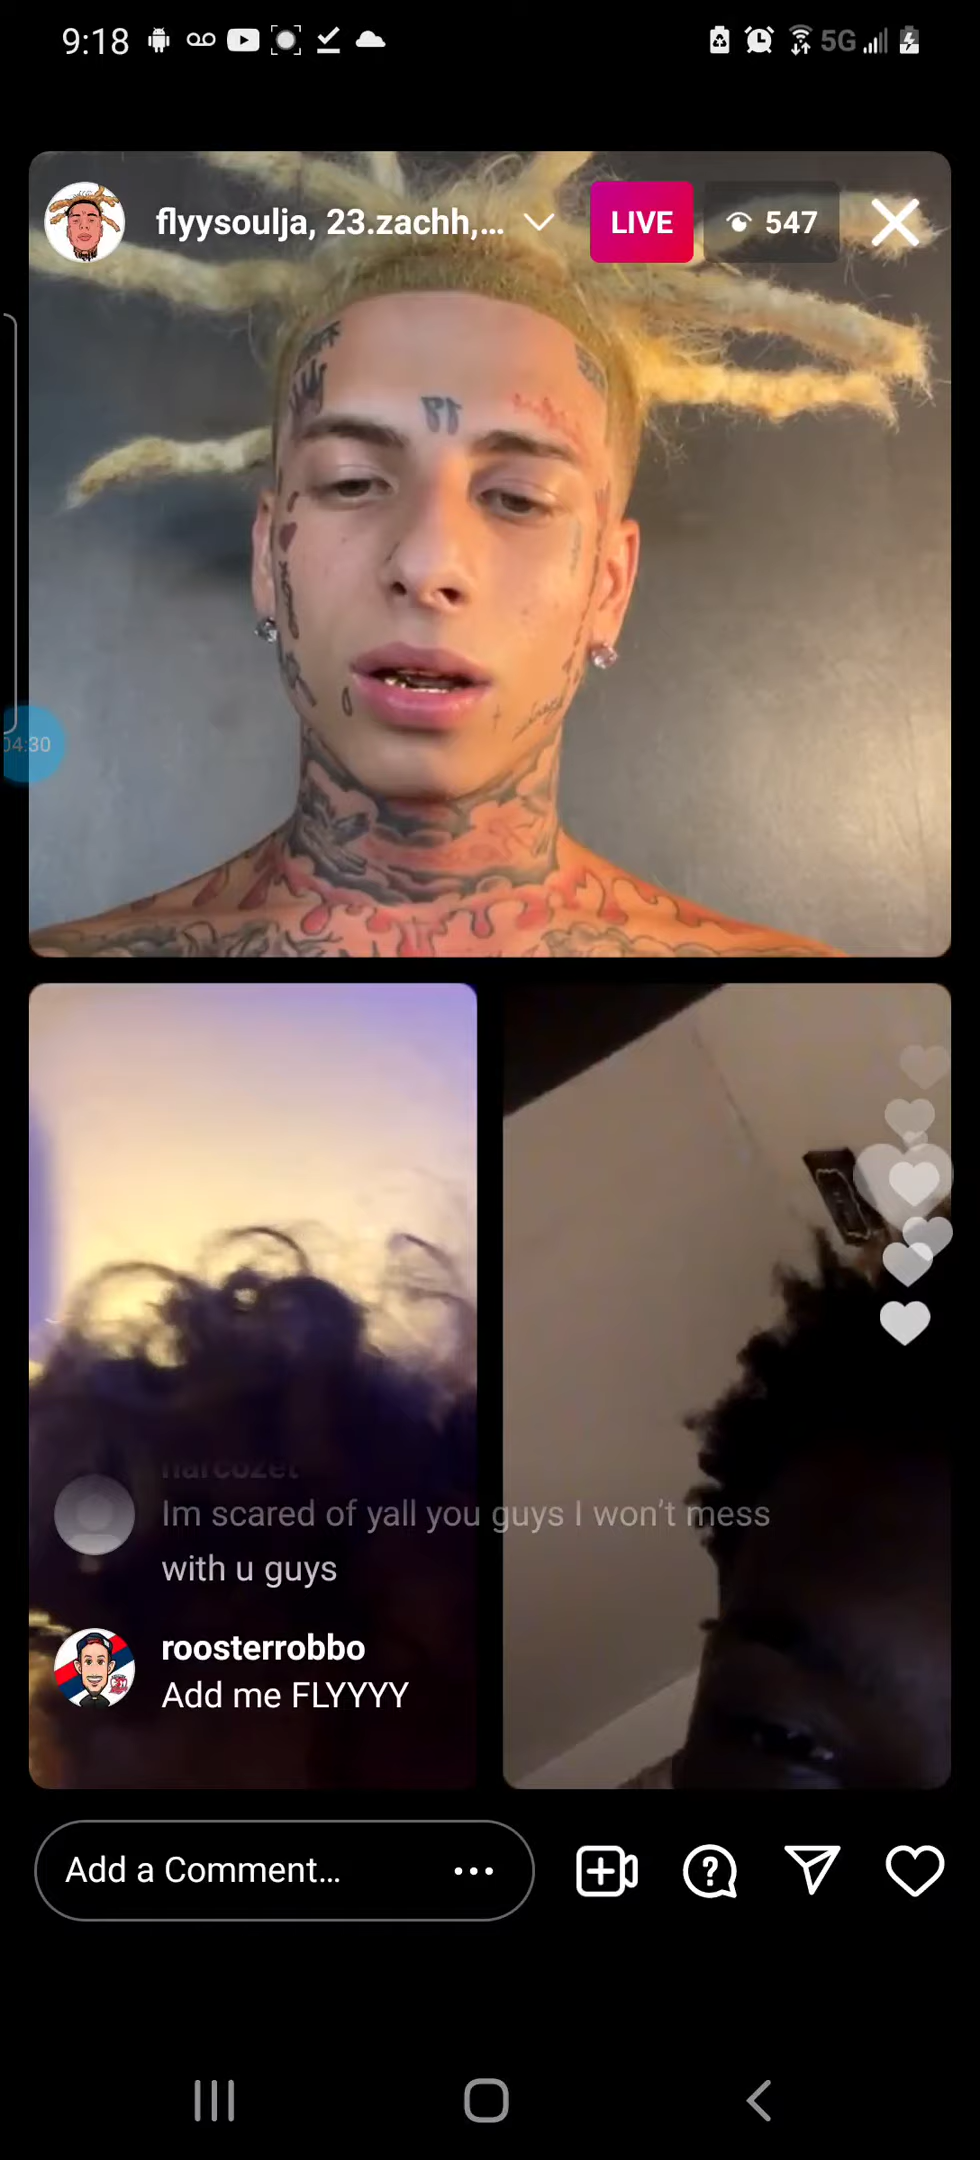 9:18
5G
flyysoulja, 23.zachh,...
LIVE
547
04:30
narcozet
Im scared of yall you guys I won't mess
with u guys
roosterrobbo
Add me FLYYYY
Add a Comment...